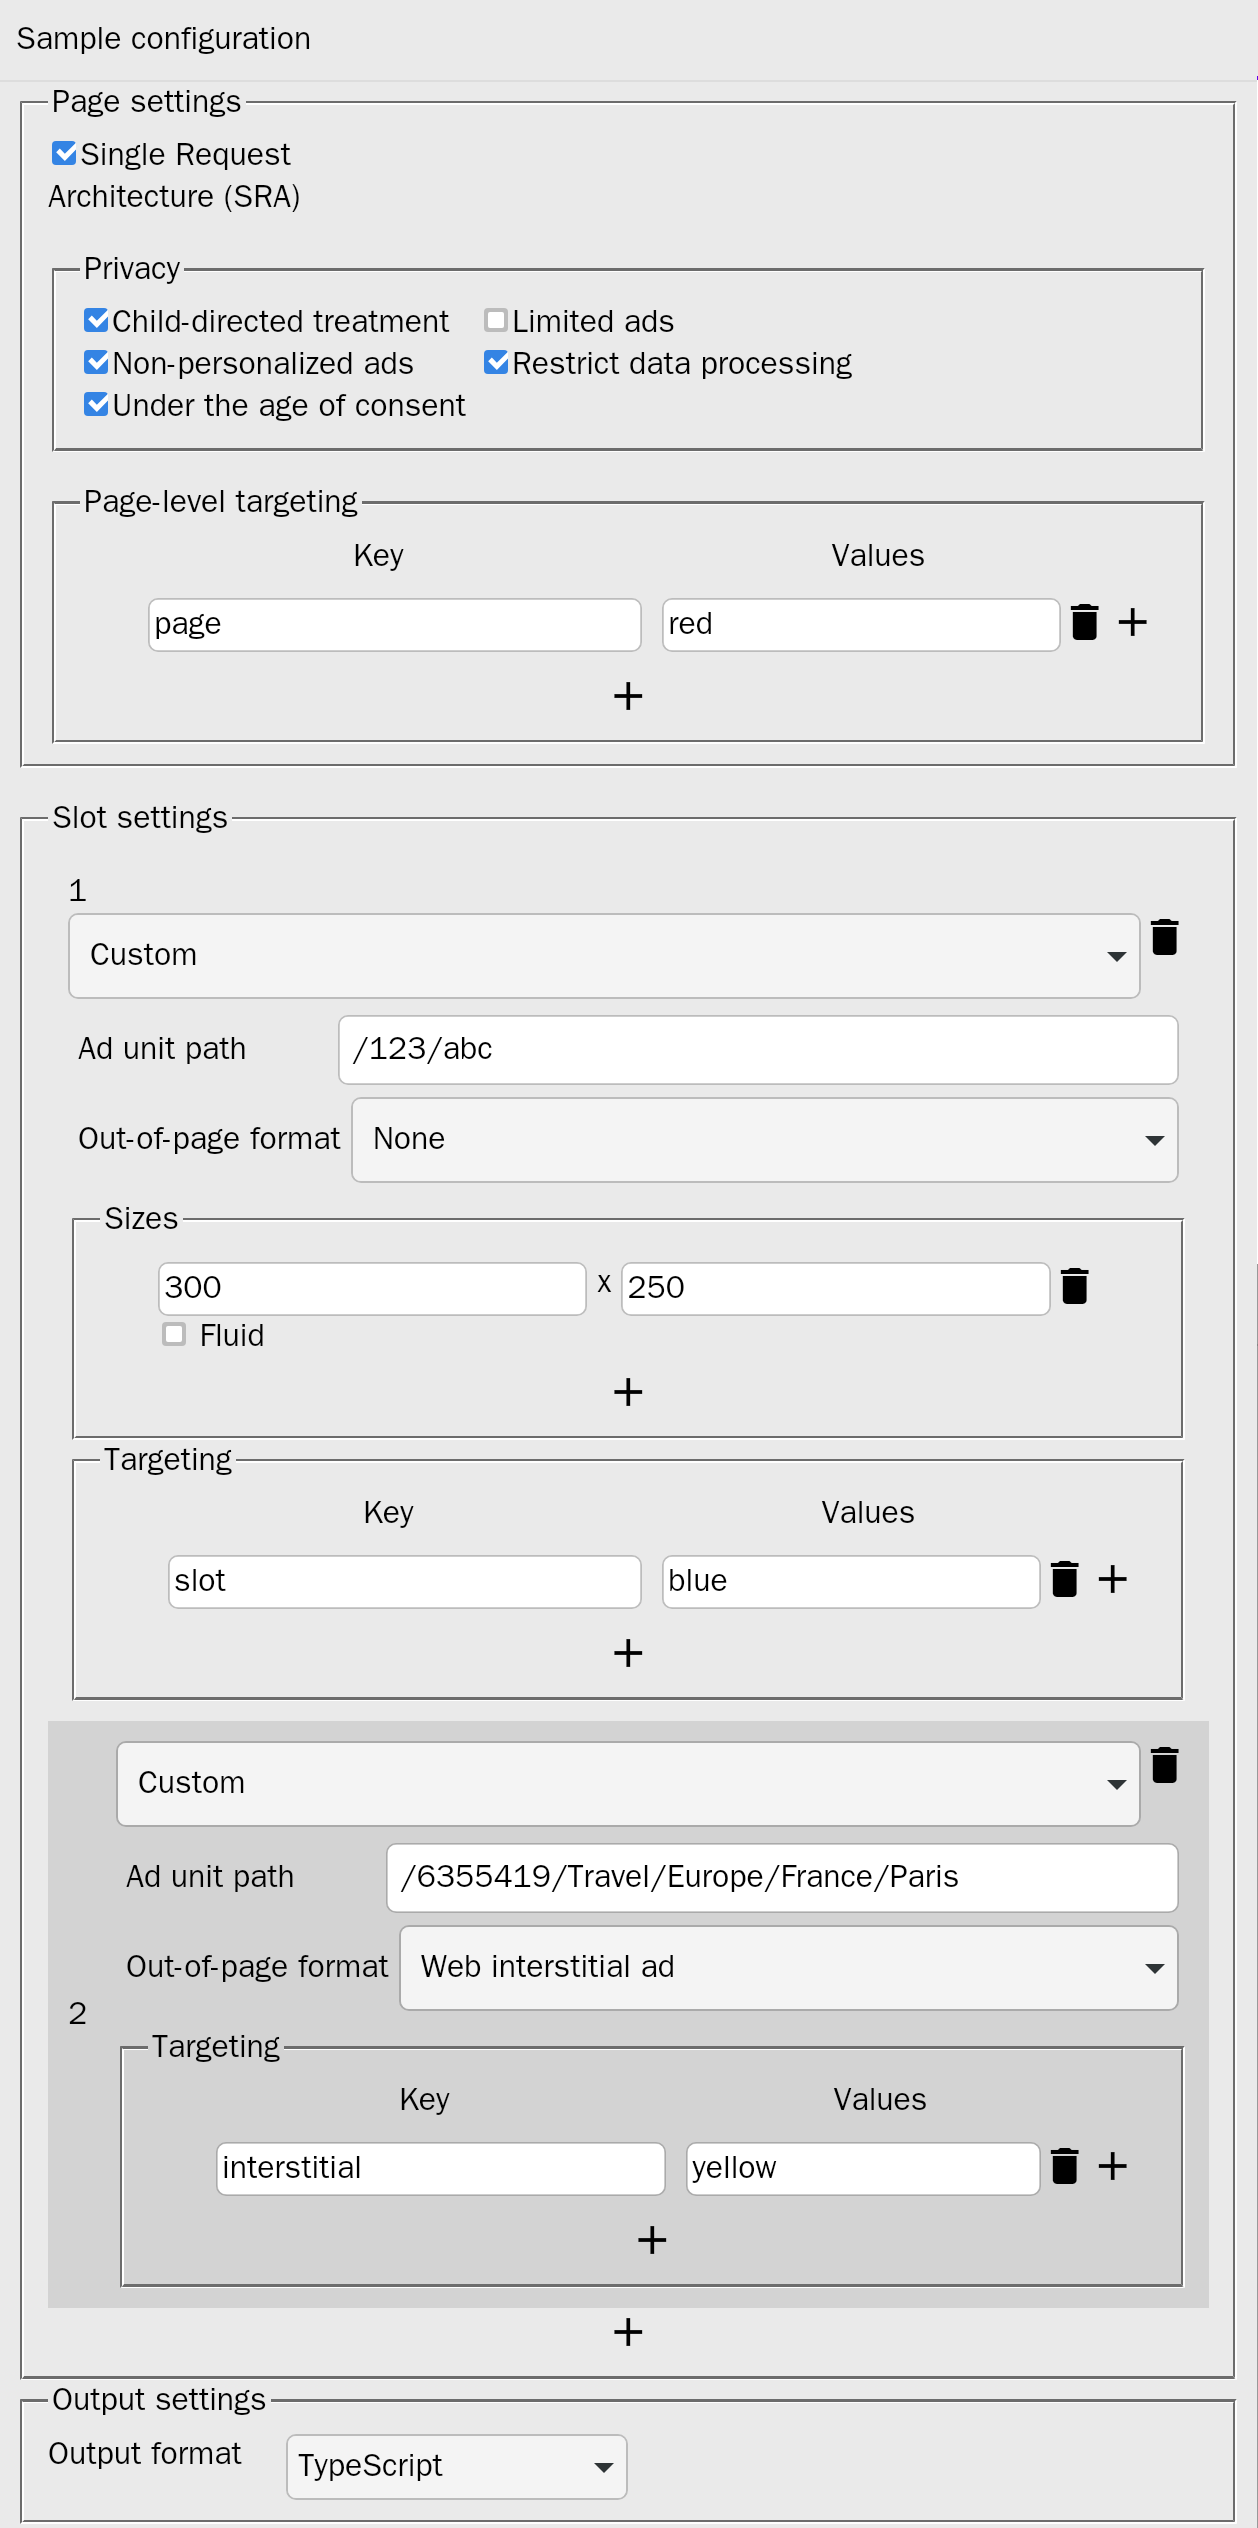 Sample configuration
Page settings
Single Request
Architecture (SRA)
Privacy
Child-directed treatment Limited ads
Non-personalized ads Restrict data processing
Under the age of consent
Page-level targeting
Key Values
page red
Slot settings
1
Custom
Ad unit path /123/abc
Out-of-page format None
Sizes
300 x 250
Fluid
Targeting
Key Values
slot blue
Custom
Ad unit path /6355419/Travel/Europe/France/Paris
Out-of-page format Web interstitial ad
2
Targeting
Key Values
interstitial yellow
Output settings
Output format TypeScript